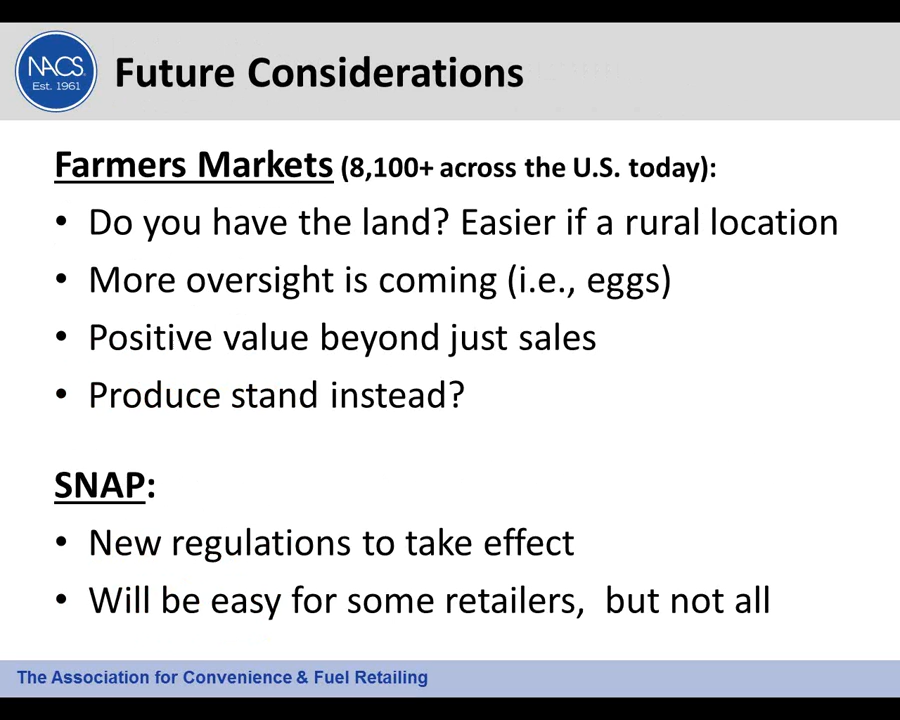 NACS
Est. 1961
Future Considerations
Farmers Markets (8,100+ across the U.S. today):
• Do you have the land? Easier if a rural location
• More oversight is coming (i.e., eggs)
• Positive value beyond just sales
• Produce stand instead?
SNAP:
• New regulations to take effect
• Will be easy for some retailers,  but not all
The Association for Convenience & Fuel Retailing